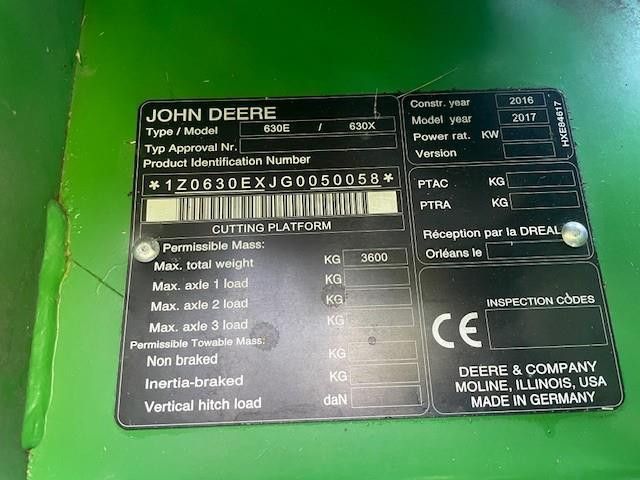 JOHN DEERE
Type / Model 630E / 630X
Typ Approval Nr.
Product Identification Number
*1Z0630EXJG0050058*
CUTTING PLATFORM
Permissible Mass:
Max. total weight KG 3600
Max. axle 1 load KG
Max. axle 2 load KG
Max. axle 3 load KG
Permissible Towable Mass:
Non braked KG
Inertia-braked KG
Vertical hitch load daN
Constr. year 2016
Model year 2017
Power rat. KW
Version
HXE84617
PTAC KG
PTRA KG
Réception par la DREAL
Orléans le
INSPECTION CODES
CE
DEERE & COMPANY
MOLINE, ILLINOIS, USA
MADE IN GERMANY